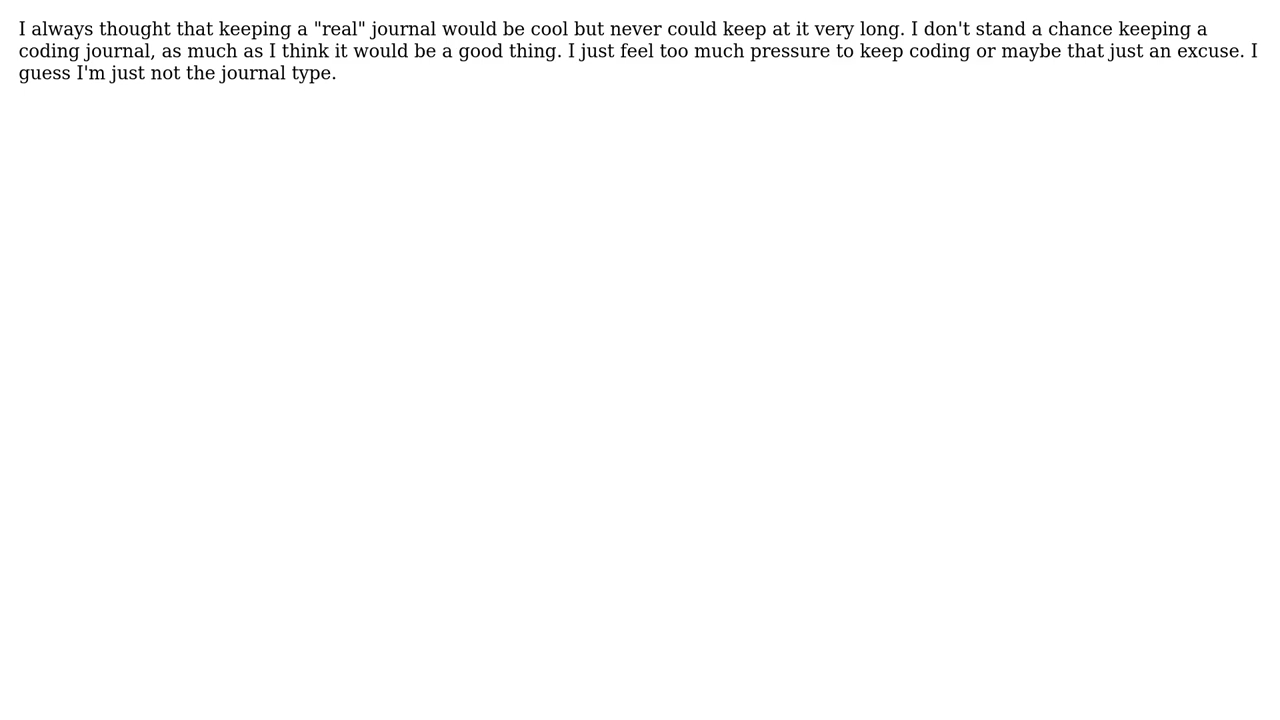 I always thought that keeping a "real" journal would be cool but never could keep at it very long. I don't stand a chance keeping a
coding journal, as much as I think it would be a good thing. I just feel too much pressure to keep coding or maybe that just an excuse. I
guess I'm just not the journal type.